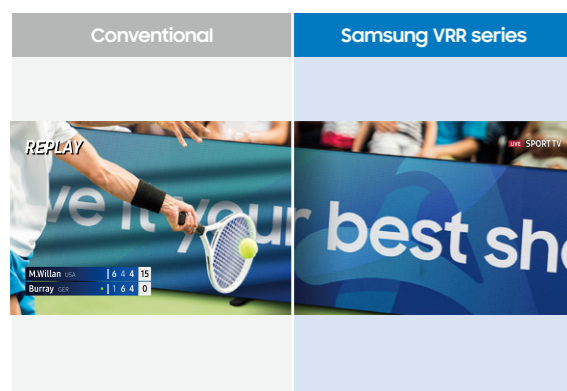 Conventional
Samsung VRR series
REPLAY
LIVE SPORT TV
ve it your best sho
M.Willan USA 6 4 4 15
Burray GER 1 6 4 0